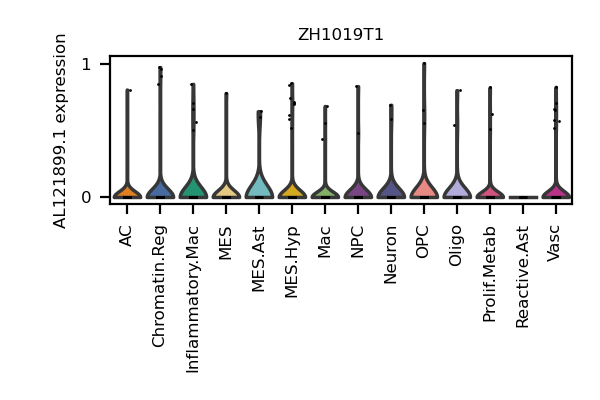 ZH1019T1
AL121899.1 expression
1
0
AC
Chromatin.Reg
Inflammatory.Mac
MES
MES.Ast
MES.Hyp
Mac
NPC
Neuron
OPC
Oligo
Prolif.Metab
Reactive.Ast
Vasc